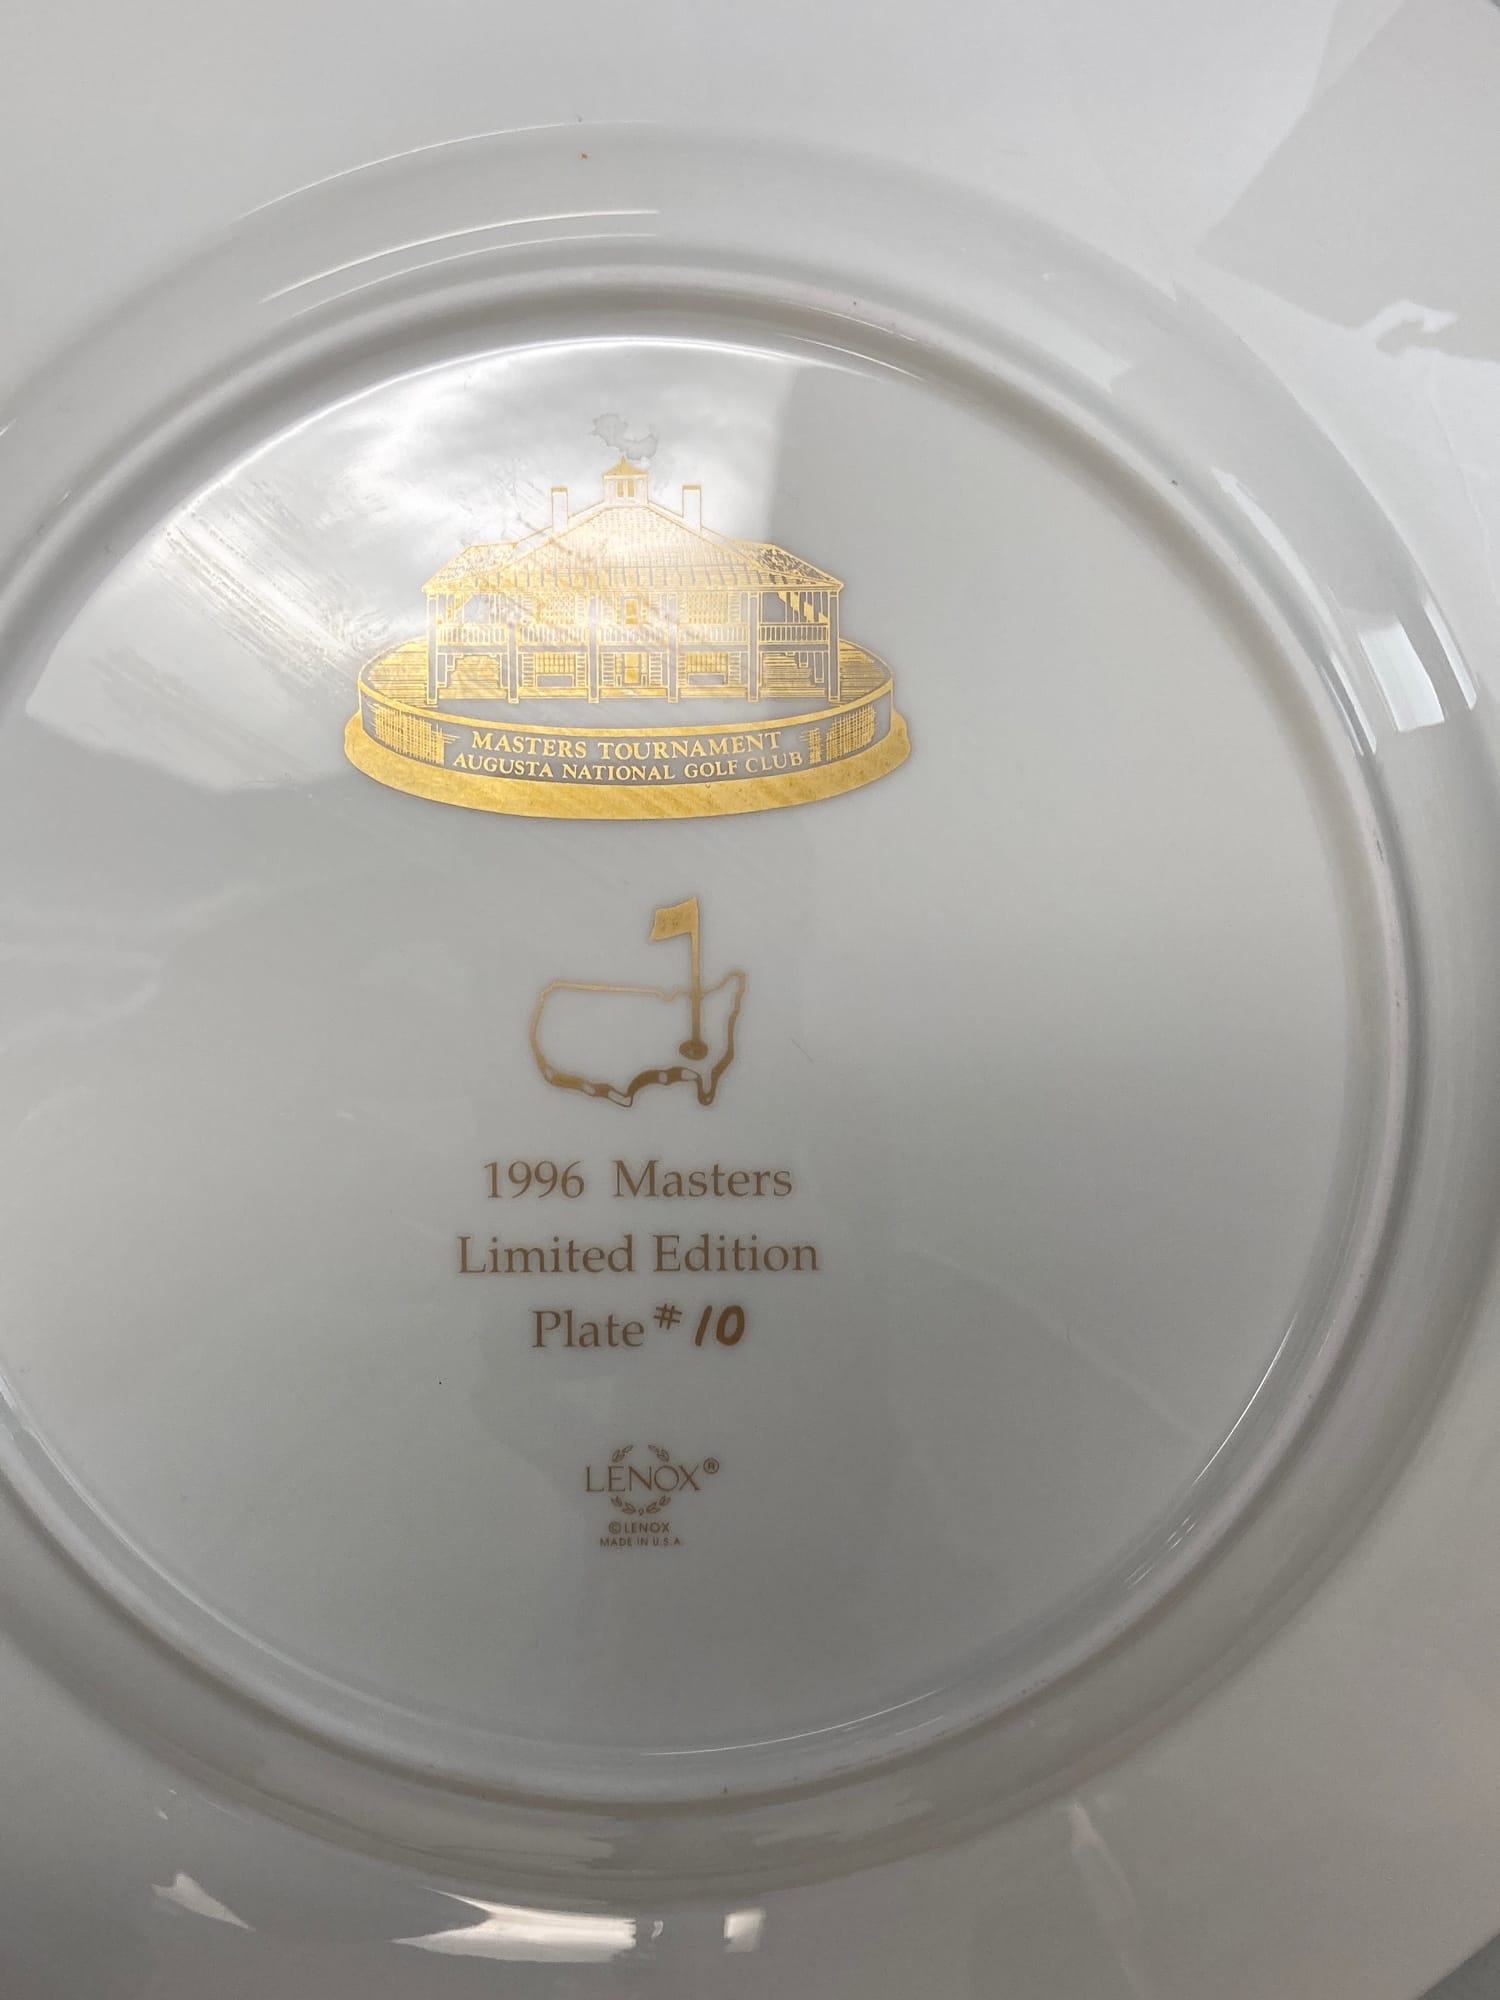 MASTERS TOURNAMENT
AUGUSTA NATIONAL GOLF CLUB
1996 Masters
Limited Edition
Plate # 10
LENOX®
© LENOX
MADE IN U.S.A.